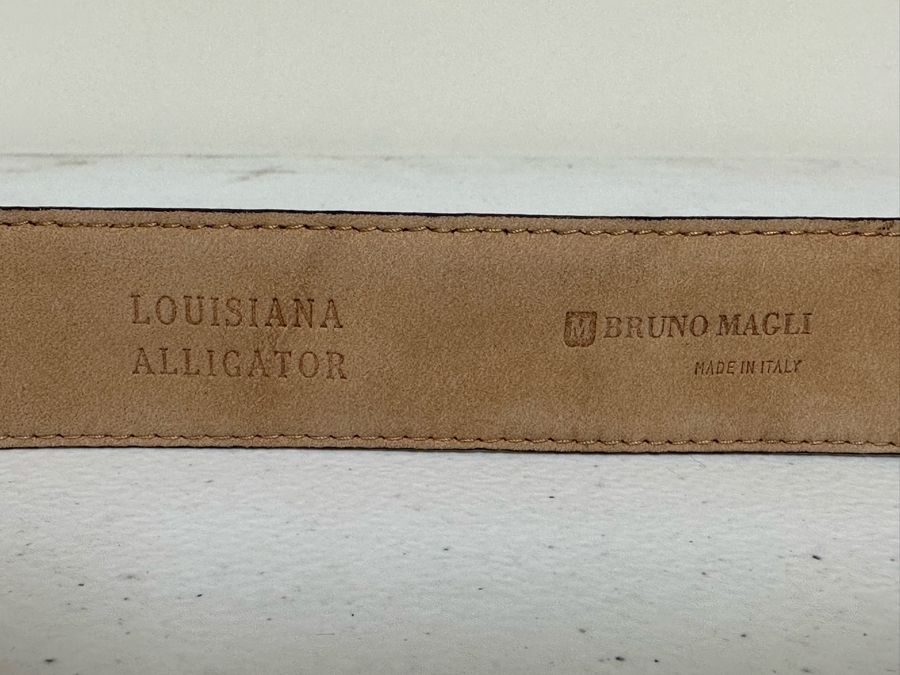 LOUISIANA
ALLIGATOR
M BRUNO MAGLI
MADE IN ITALY